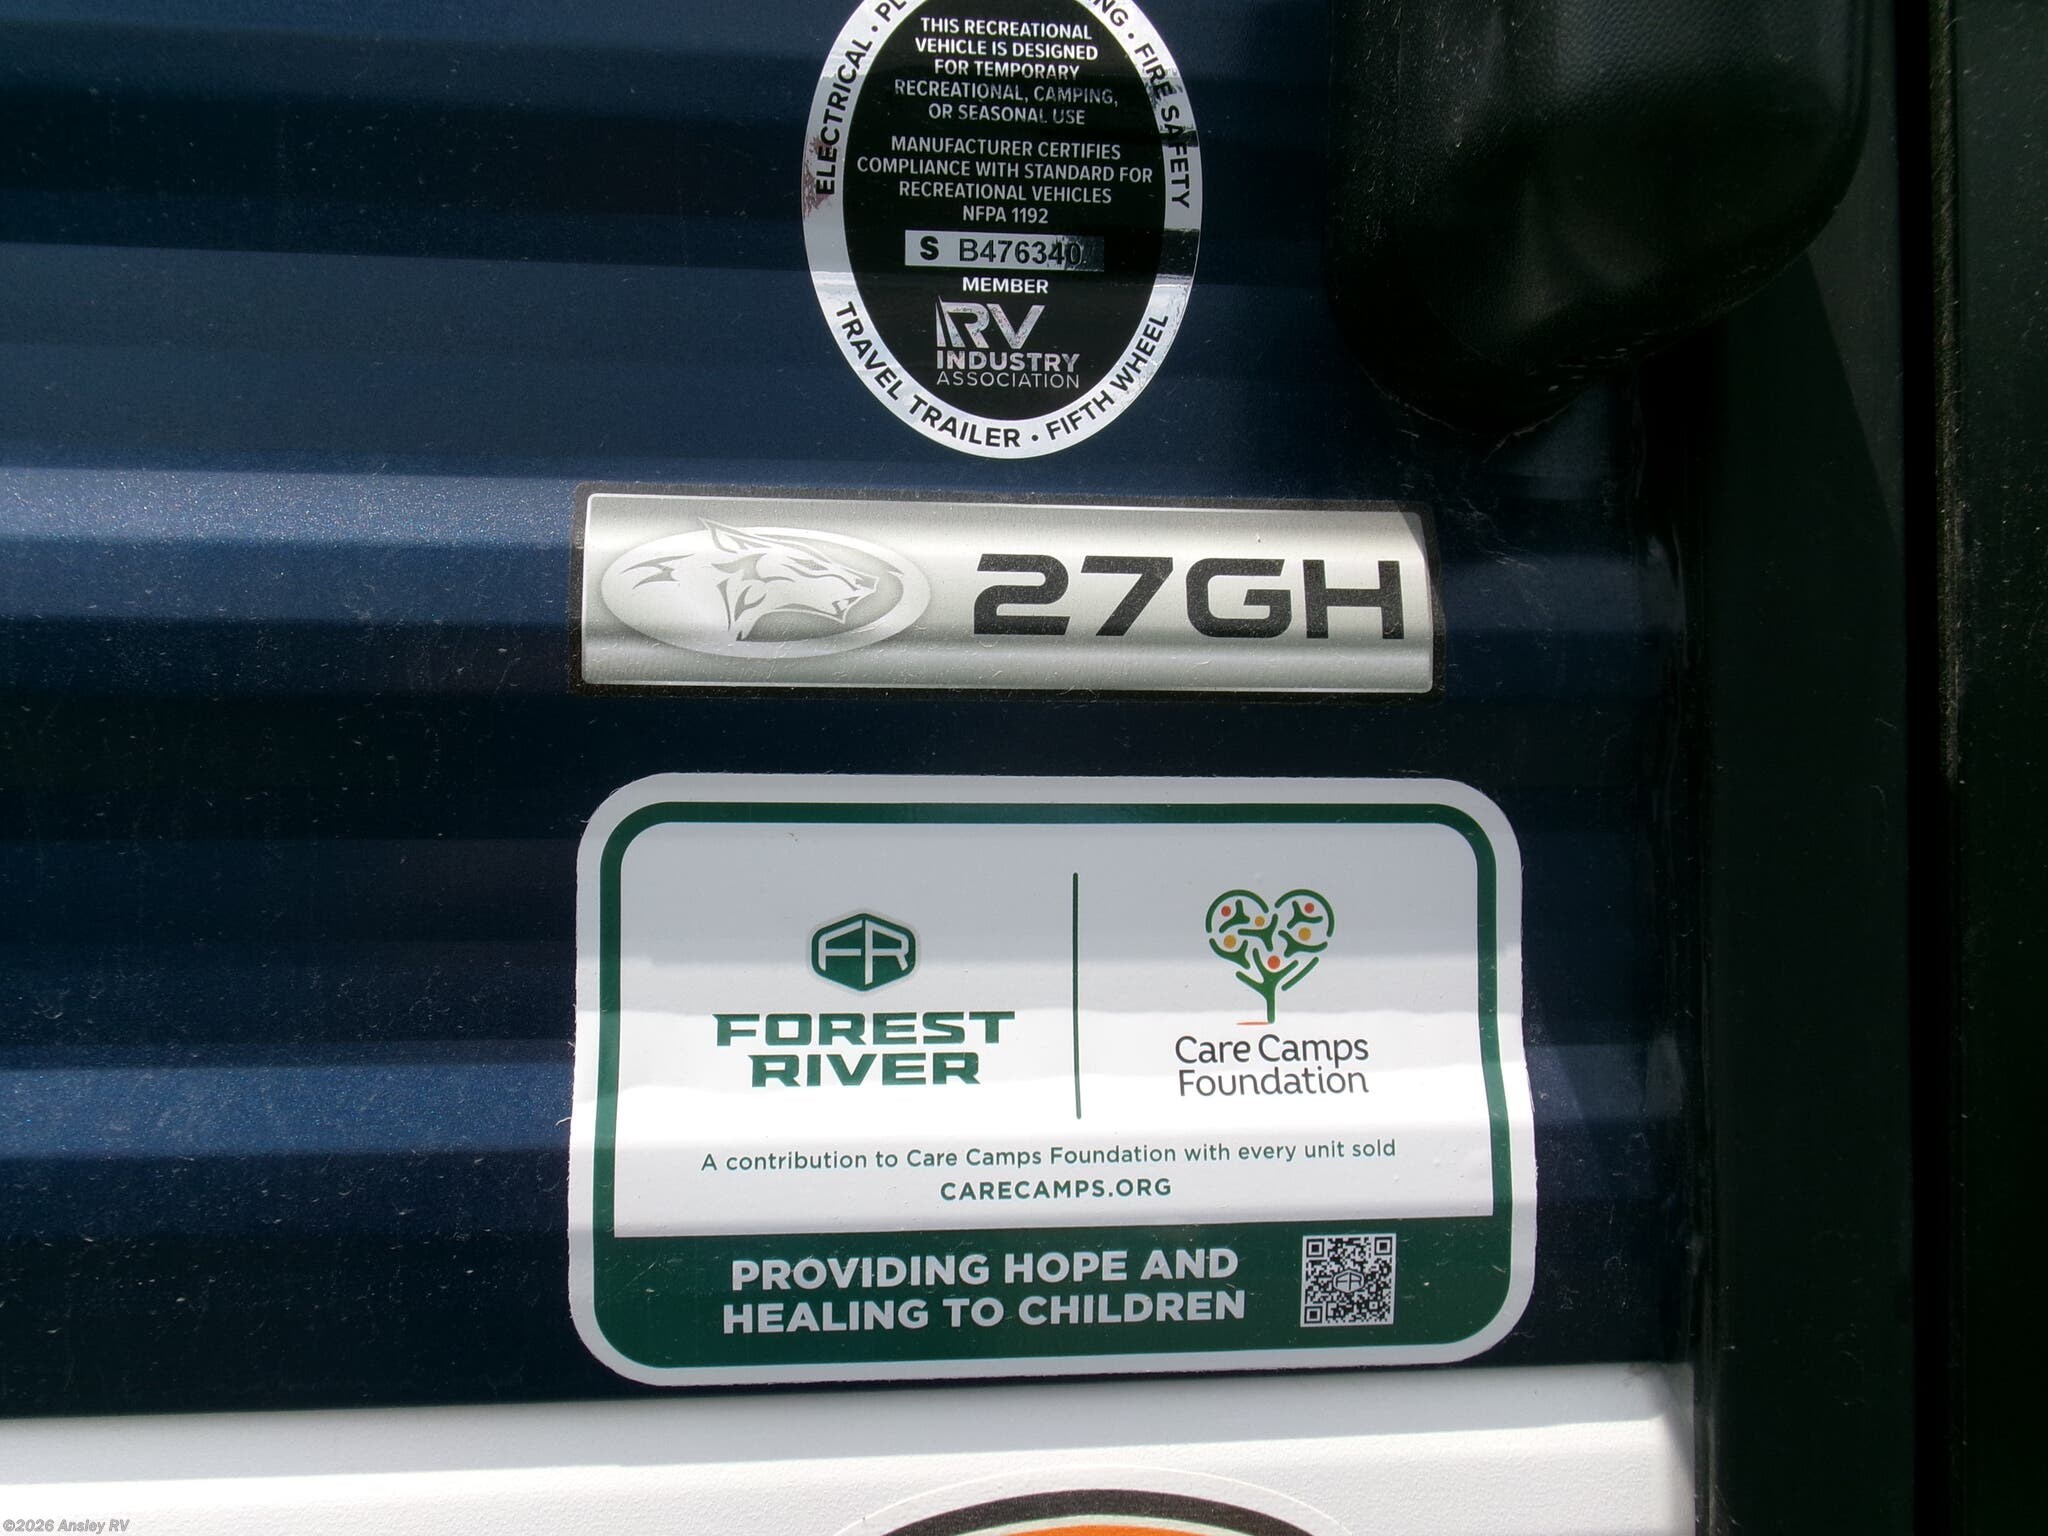 ELECTRICAL
FIRE SAFETY
THIS RECREATIONAL
VEHICLE IS DESIGNED
FOR TEMPORARY
RECREATIONAL, CAMPING,
OR SEASONAL USE
MANUFACTURER CERTIFIES
COMPLIANCE WITH STANDARD FOR
RECREATIONAL VEHICLES
NFPA 1192
S B476340
MEMBER
RV
INDUSTRY
ASSOCIATION
TRAVEL TRAILER • FIFTH WHEEL
27GH
FR
FOREST
RIVER
Care Camps
Foundation
A contribution to Care Camps Foundation with every unit sold
CARECAMPS.ORG
PROVIDING HOPE AND
HEALING TO CHILDREN
FR
©2026 Ansley RV